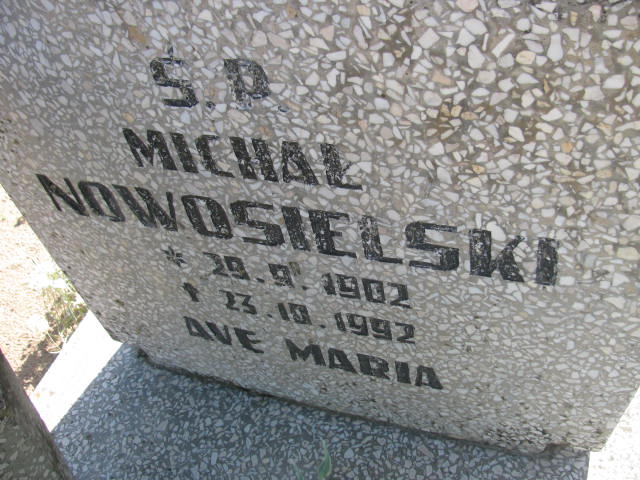 Ś.P.
MICHAŁ
NOWOSIELSKI
* 29.9.1902
† 23.10.1992
AVE MARIA